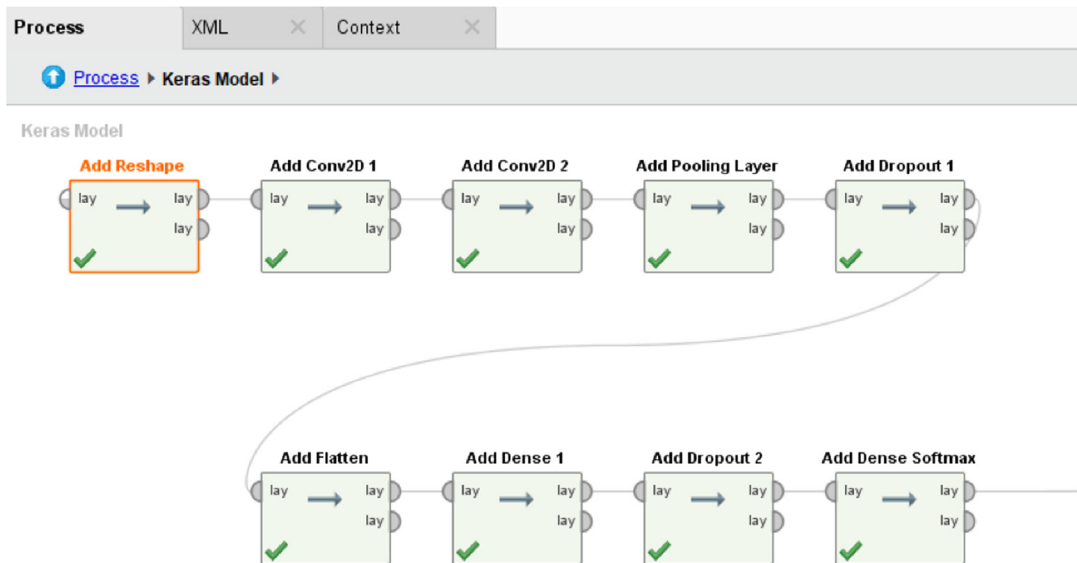 Process XML Context
Process Keras Model
Keras Model
Add Reshape Add Conv2D 1 Add Conv2D 2 Add Pooling Layer Add Dropout 1
lay lay lay lay lay lay lay lay lay lay
lay lay lay lay lay
Add Flatten Add Dense 1 Add Dropout 2 Add Dense Softmax
lay lay lay lay lay lay lay lay
lay lay lay lay